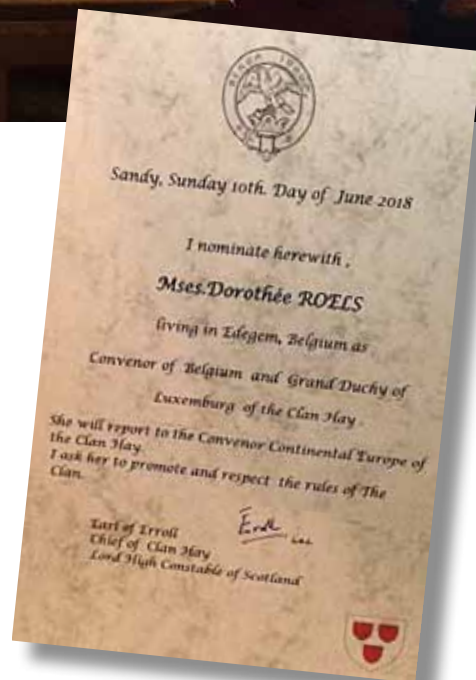 SERVA JUGUM
Sandy, Sunday 10th. Day of June 2018
I nominate herewith ,
Mses.Dorothée ROELS
living in Edegem, Belgium as
Convenor of Belgium and Grand Duchy of
Luxemburg of the Clan Hay .
She will report to the Convenor Continental Europe of
the Clan Hay.
I ask her to promote and respect the rules of The
Clan.
Erroll
Earl of Erroll
Chief of Clan Hay
Lord High Constable of Scotland